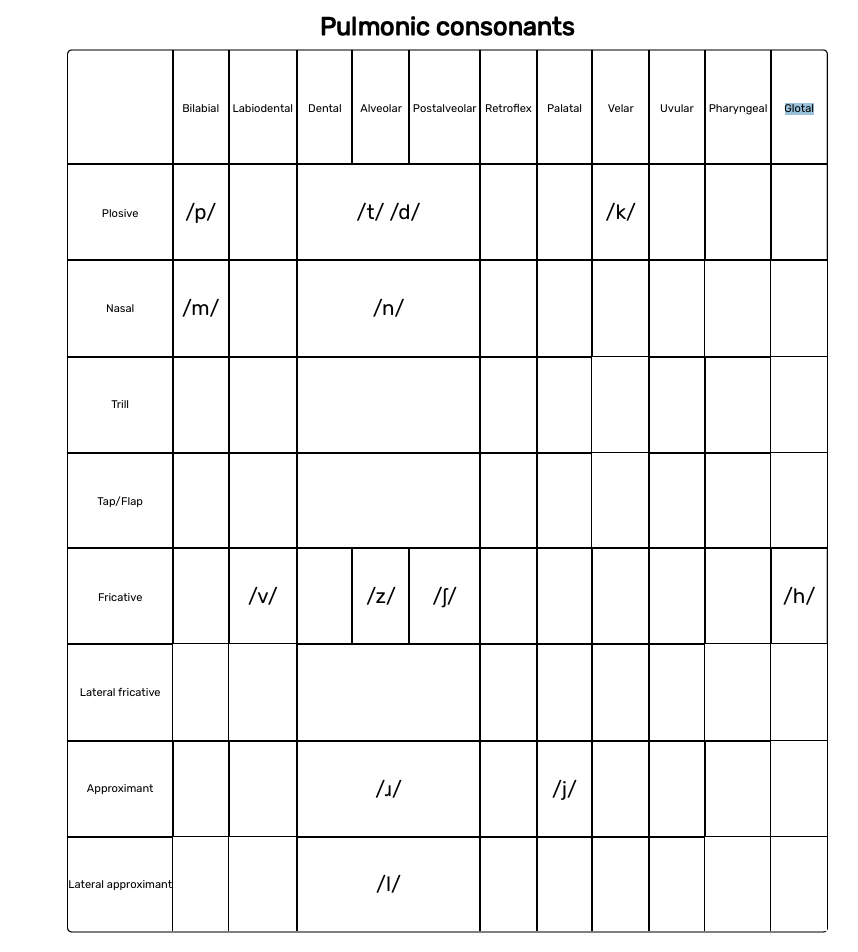 Pulmonic consonants
Bilabial Labiodental Dental Alveolar Postalveolar Retroflex Palatal Velar Uvular Pharyngeal Glotal
Plosive /p/ /t/ /d/ /k/
Nasal /m/ /n/
Trill
Tap/Flap
Fricative /v/ /z/ /ʃ/ /h/
Lateral fricative
Approximant /ɹ/ /j/
Lateral approximant /l/